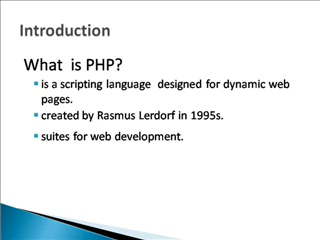 Introduction
What is PHP?
is a scripting language designed for dynamic web
pages.
created by Rasmus Lerdorf in 1995s.
suites for web development.